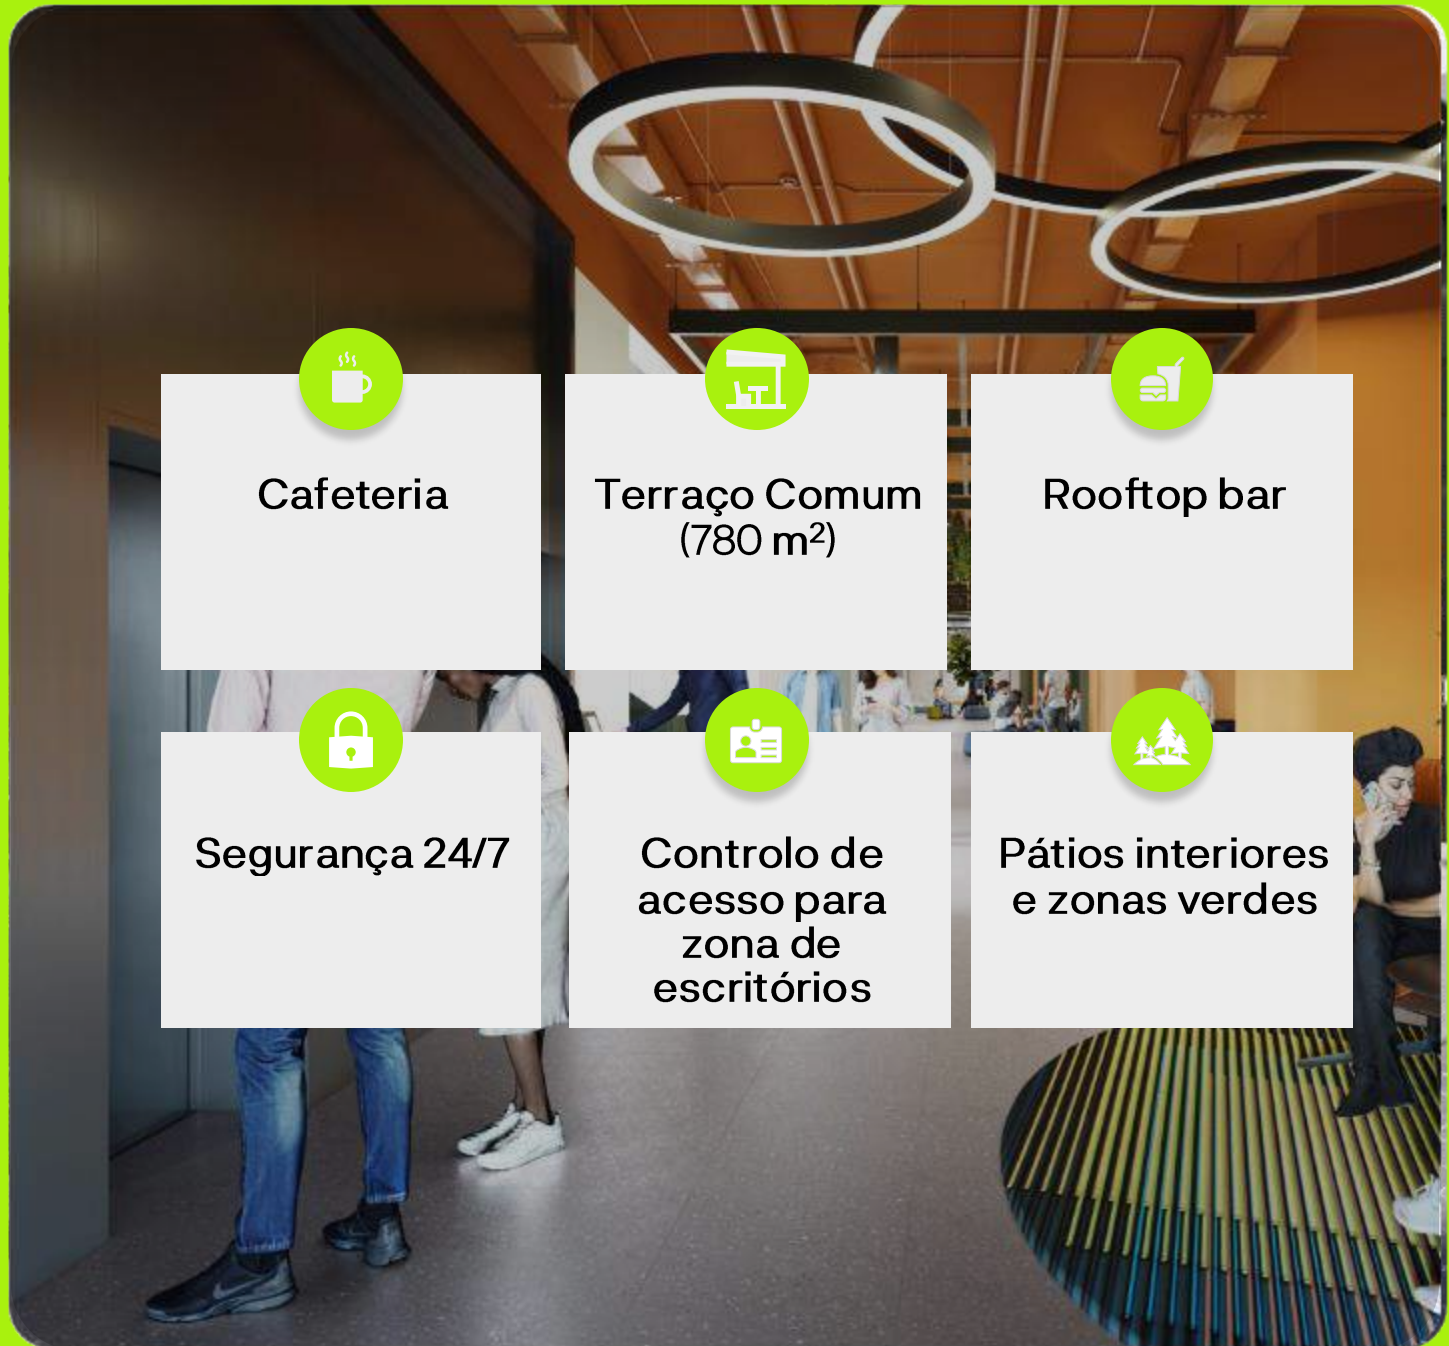 Cafeteria
Terraço Comum
(780 m²)
Rooftop bar
Segurança 24/7
Controlo de
acesso para
zona de
escritórios
Pátios interiores
e zonas verdes